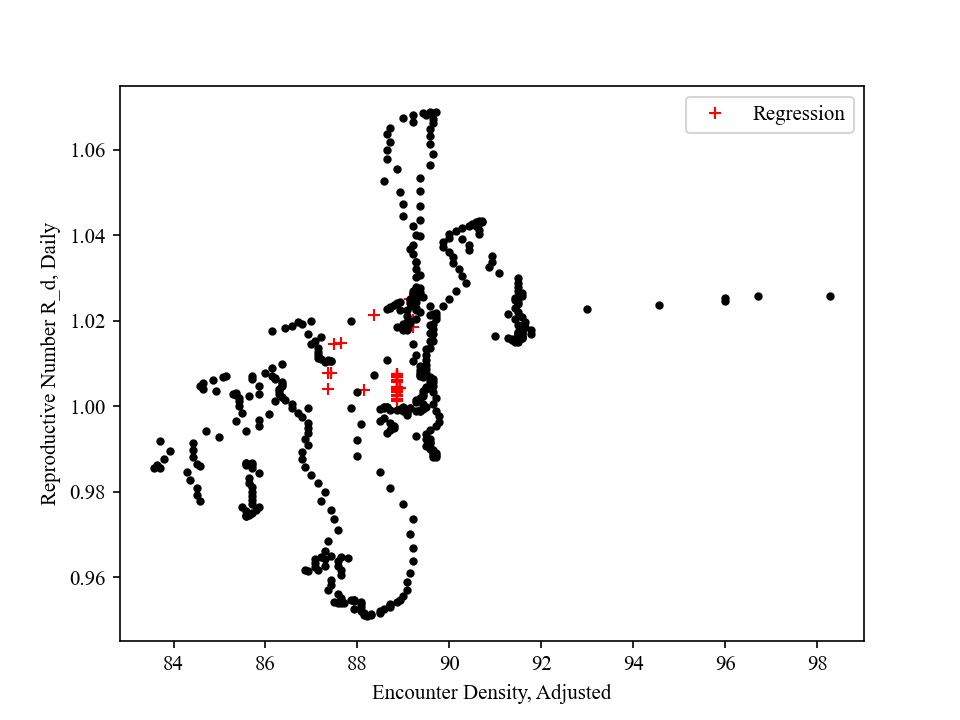 Regression
1.06
1.04
1.02
1.00
0.98
0.96
Reproductive Number R_d, Daily
84 86 88 90 92 94 96 98
Encounter Density, Adjusted